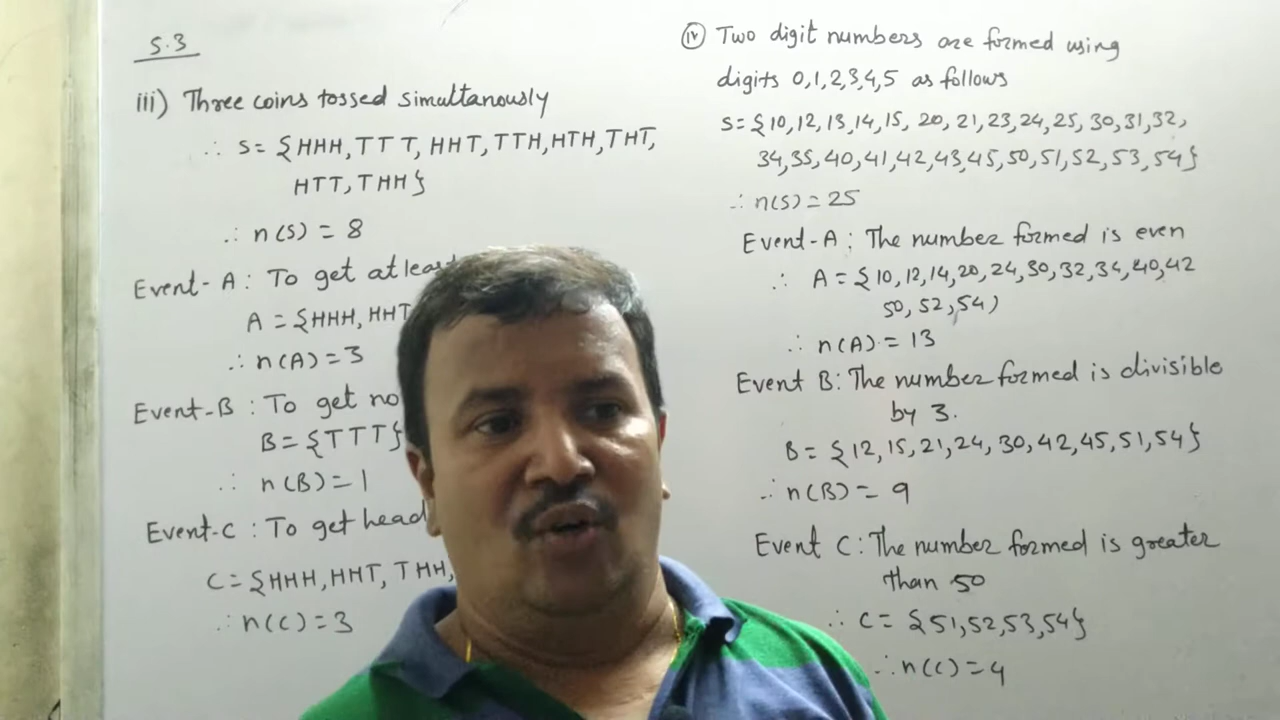 5.3
iii) Three coins tossed simultanously
∴ S = {HHH, TTT, HHT, TTH, HTH, THT,
HTT, THH}
∴ n(S) = 8
Event-A : To get atleast
A = {HHH, HHT
∴ n(A) = 3
Event-B : To get no
B = {TTT}
∴ n(B) = 1
Event-C : To get head
C = {HHH, HHT, THH,
∴ n(C) = 3
iv) Two digit numbers are formed using
digits 0,1,2,3,4,5 as follows
S = {10, 12, 13, 14, 15, 20, 21, 23, 24, 25, 30, 31, 32,
34, 35, 40, 41, 42, 43, 45, 50, 51, 52, 53, 54}
∴ n(S) = 25
Event-A : The number formed is even
∴ A = {10, 12, 14, 20, 24, 30, 32, 34, 40, 42
50, 52, 54)
∴ n(A) = 13
Event B : The number formed is divisible
by 3.
B = {12, 15, 21, 24, 30, 42, 45, 51, 54}
∴ n(B) = 9
Event C : The number formed is greater
than 50
∴ C = {51, 52, 53, 54}
∴ n(C) = 4